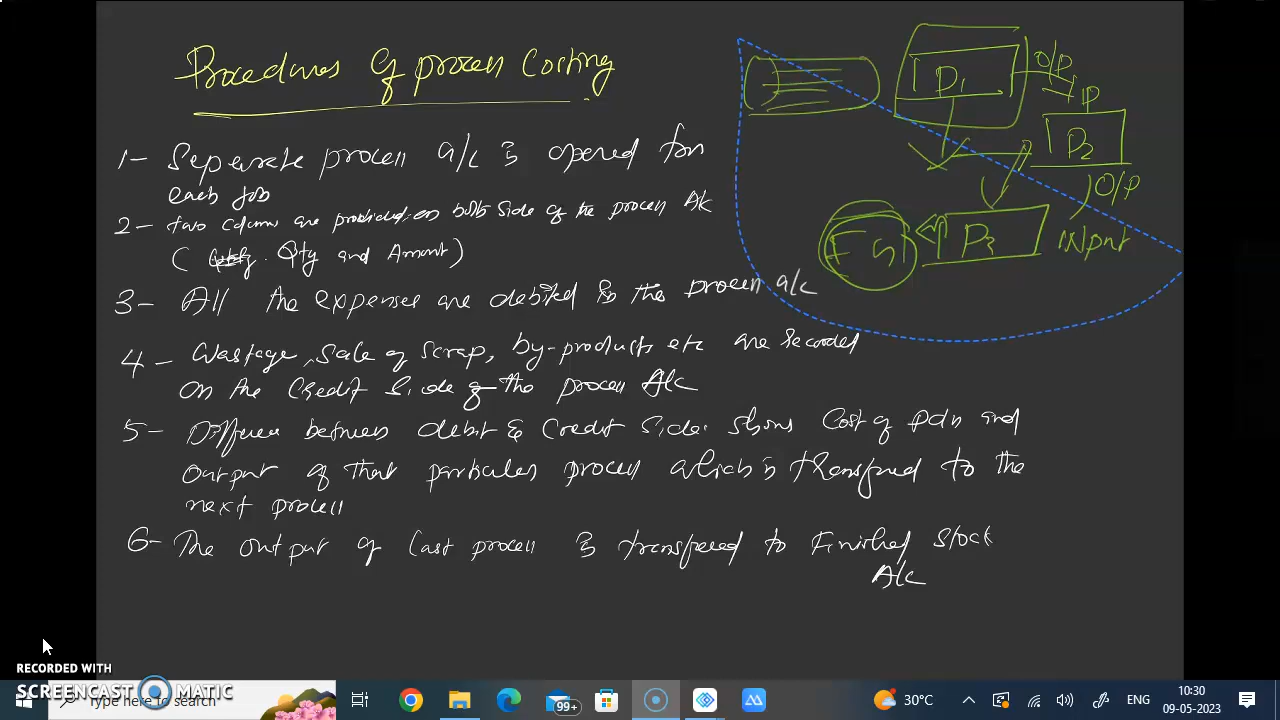 Procedures of process Costing
1- Seperate process a/c is opened for
each job
2- two column are provided on both side of the process A/c
( Qty and Amount)
3- All the expenses are debited to the process a/c
4- Wastage, Sale of Scrap, by-products etc are recorded
on the Credit Side of the process A/c
5- Difference between debit & Credit side shows Cost of pdn and
output of that particular process which is transferred to the
next process
6- The output of last process is transfered to Finished Stock
A/c
P1
O/P
IP
P2
O/P
P3
INput
RECORDED WITH
SCREENCAST MATIC
Type here to search
99+
30°C
ENG
10:30
09-05-2023